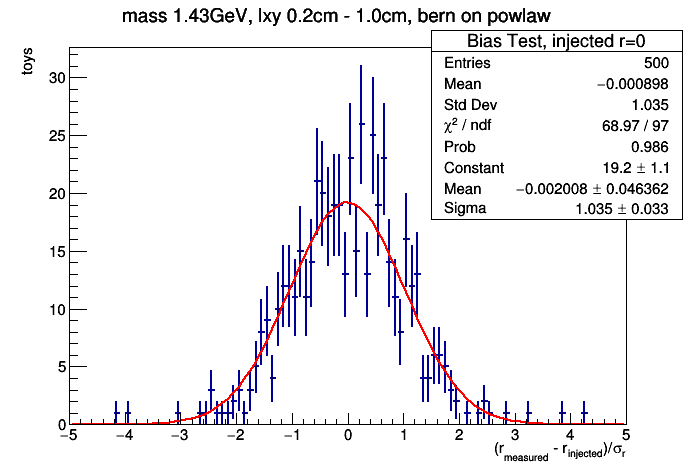 mass 1.43GeV, lxy 0.2cm - 1.0cm, bern on powlaw
Bias Test, injected r=0
Entries 500
Mean −0.000898
Std Dev 1.035
χ² / ndf 68.97 / 97
Prob 0.986
Constant 19.2 ± 1.1
Mean −0.002008 ± 0.046362
Sigma 1.035 ± 0.033
toys
30
25
20
15
10
5
0
−5 −4 −3 −2 −1 0 1 2 3 4 5
(r_measured - r_injected)/σ_r